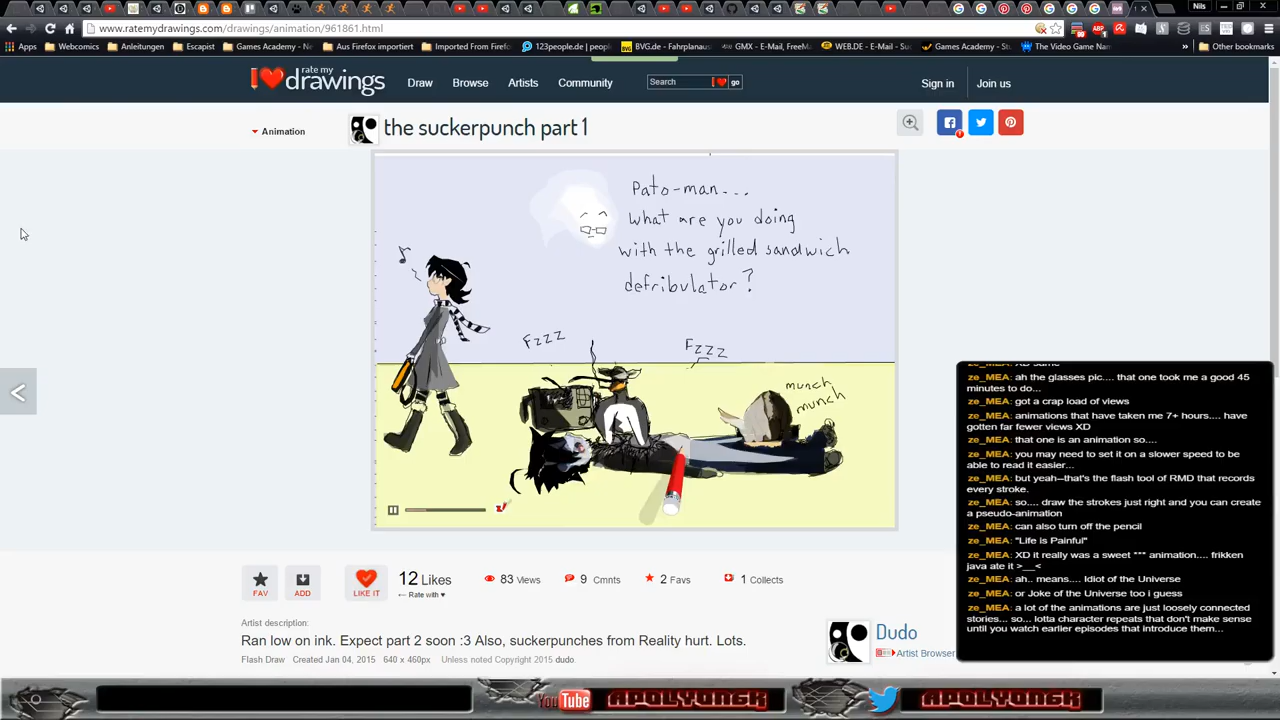 Nils
www.ratemydrawings.com/drawings/animation/961861.html
Apps Webcomics Anleitungen Escapist Games Academy - Ne Aus Firefox importiert Imported From Firefo 123people.de | peopl BVG.de - Fahrplanaus GMX - E-Mail, FreeMa WEB.DE - E-Mail - Su Games Academy - St The Video Game Nam » Other bookmarks
rate my
drawings
Draw Browse Artists Community Search go Sign in Join us
Animation
the suckerpunch part 1
Pato-man...
what are you doing
with the grilled sandwich
defribulator?
Fzzz
Fzzz
munch
munch
<
ze_MEA: ah the glasses pic.... that one took me a good 45
minutes to do...
ze_MEA: got a crap load of views
ze_MEA: animations that have taken me 7+ hours.... have
gotten far fewer views XD
ze_MEA: that one is an animation so....
ze_MEA: you may need to set it on a slower speed to be
able to read it easier...
ze_MEA: but yeah--that's the flash tool of RMD that records
every stroke.
ze_MEA: so.... draw the strokes just right and you can create
a pseudo-animation
ze_MEA: can also turn off the pencil
ze_MEA: "Life is Painful"
ze_MEA: XD it really was a sweet *** animation.... frikken
java ate it >__<
ze_MEA: ah.. means.... Idiot of the Universe
ze_MEA: or Joke of the Universe too i guess
ze_MEA: a lot of the animations are just loosely connected
stories... so... lotta character repeats that don't make sense
until you watch earlier episodes that introduce them...
FAV ADD LIKE IT 12 Likes 83 Views 9 Cmnts 2 Favs 1 Collects
Rate with ♥
Artist description:
Ran low on ink. Expect part 2 soon :3 Also, suckerpunches from Reality hurt. Lots.
Flash Draw Created Jan 04, 2015 640 x 460px Unless noted Copyright 2015 dudo
Dudo
Artist Browser
YouTube APOLYONGK APOLYONGK